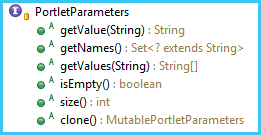 PortletParameters
getValue(String) : String
getNames() : Set<? extends String>
getValues(String) : String[]
isEmpty() : boolean
size() : int
clone() : MutablePortletParameters